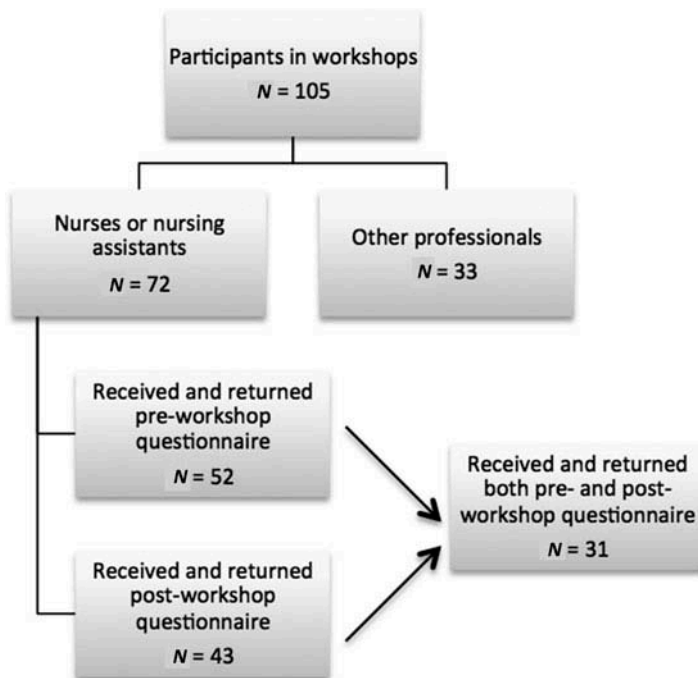 Participants in workshops
N = 105
Nurses or nursing
assistants
N = 72
Other professionals
N = 33
Received and returned
pre-workshop
questionnaire
N = 52
Received and returned
both pre- and post-
workshop questionnaire
N = 31
Received and returned
post-workshop
questionnaire
N = 43